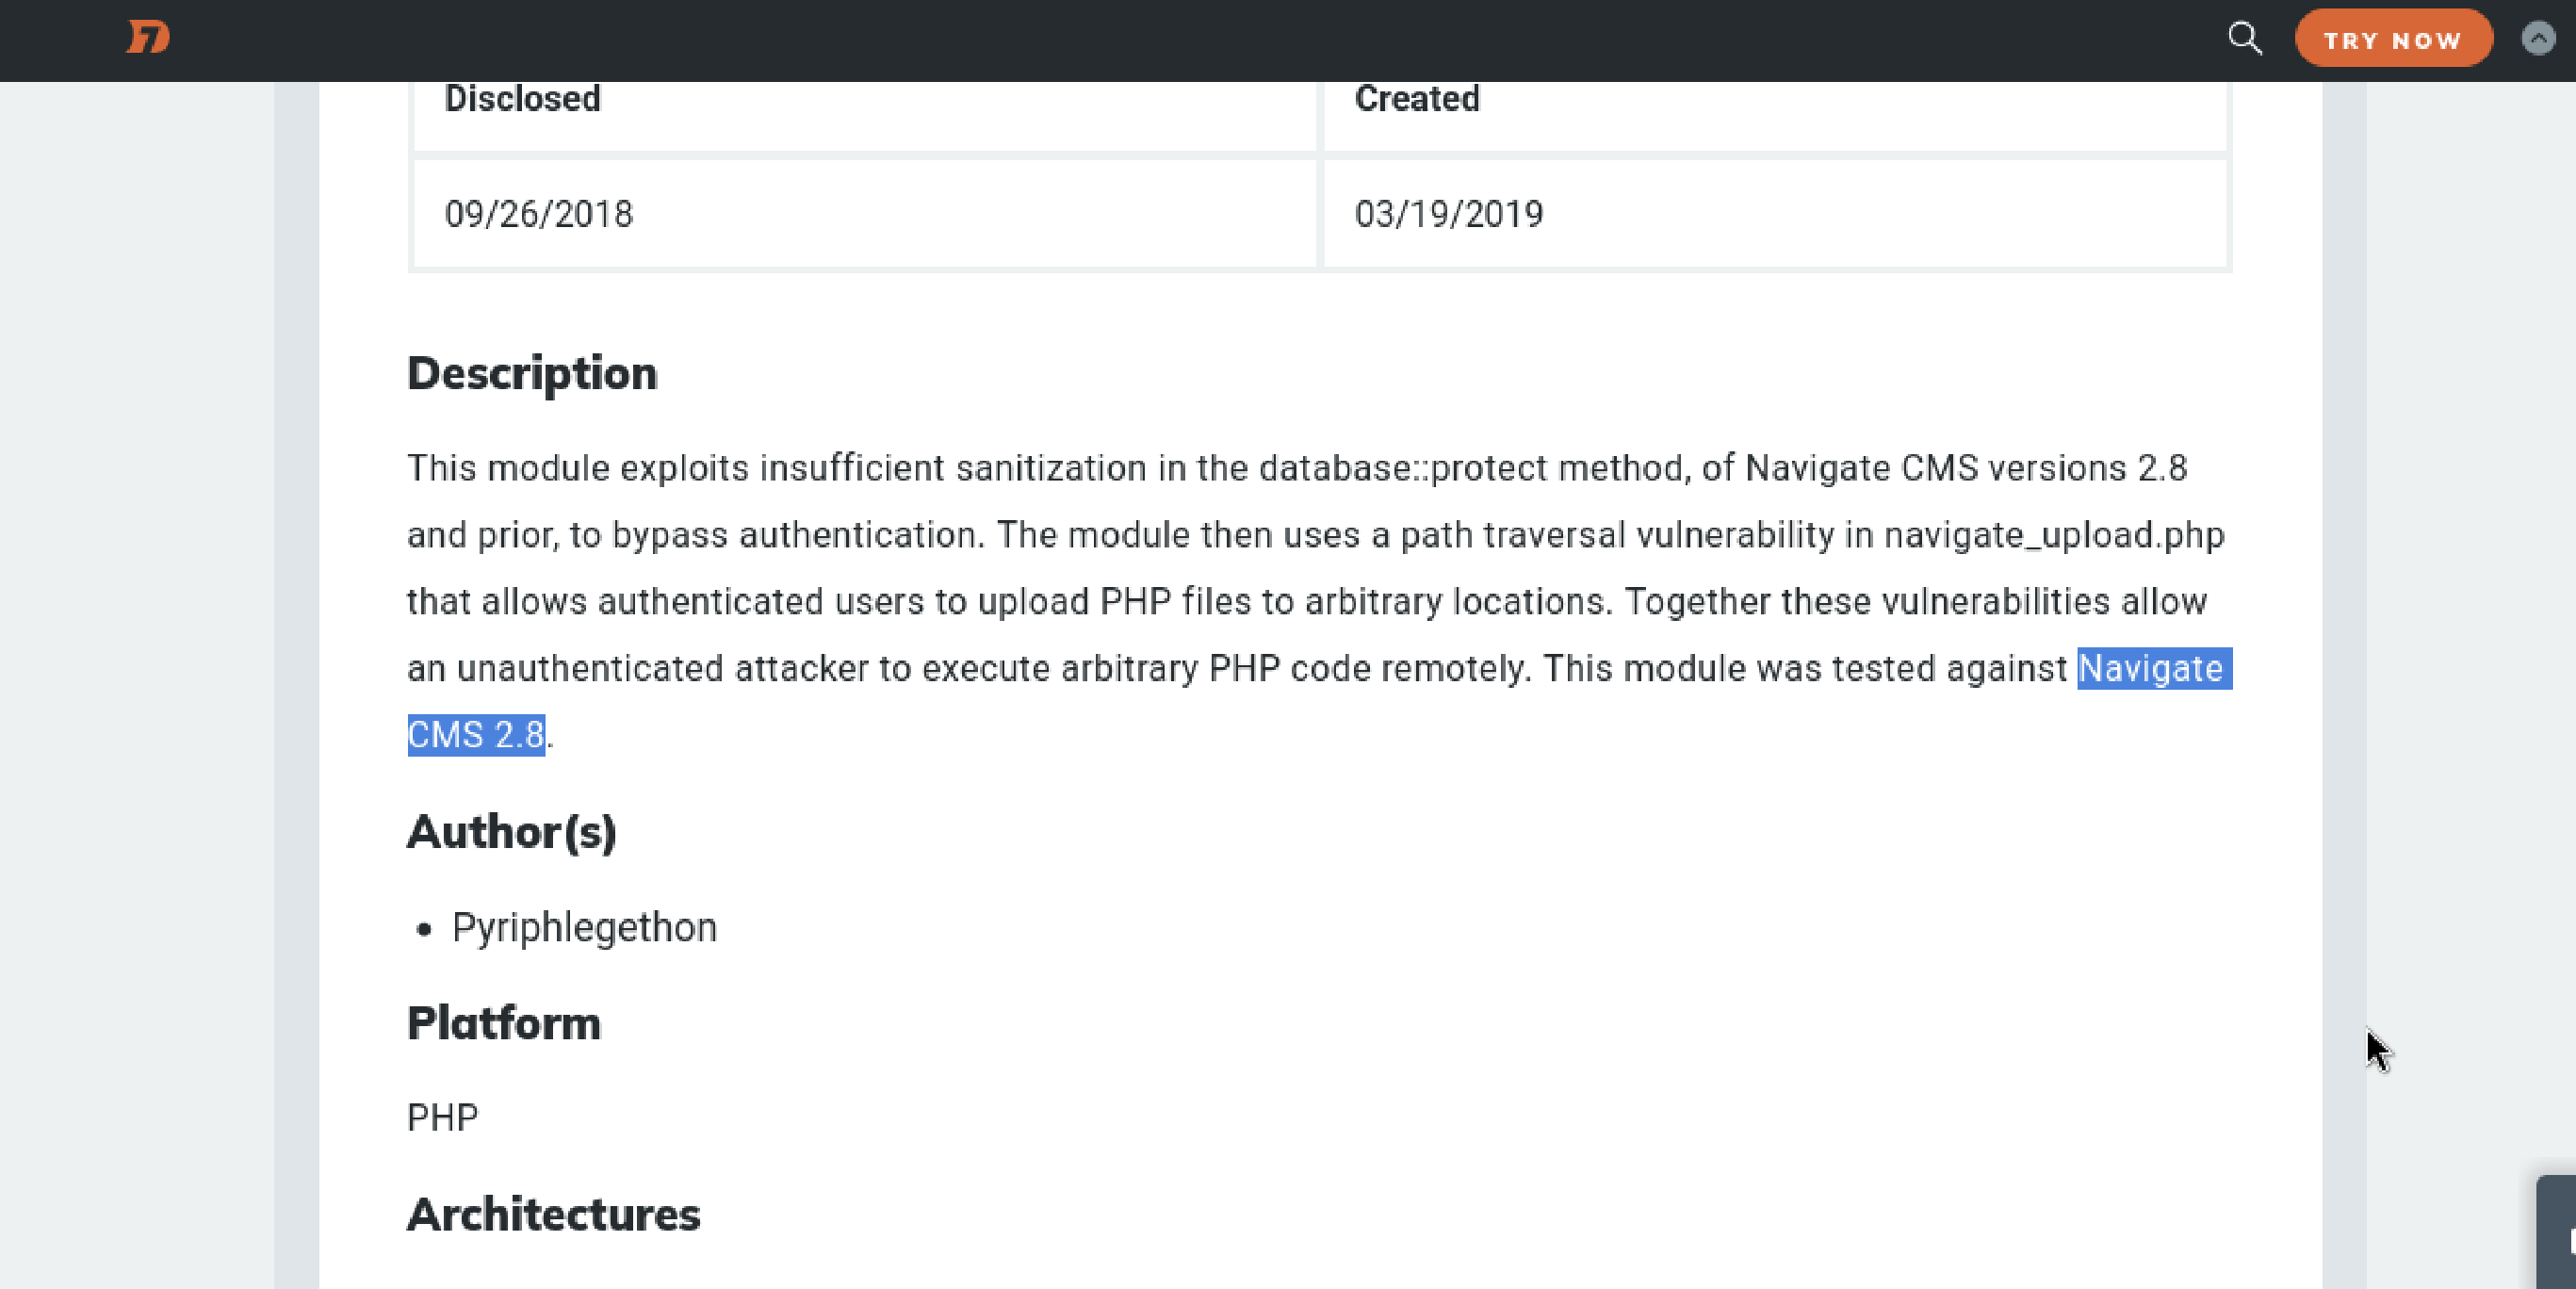 TRY NOW
Disclosed Created
09/26/2018 03/19/2019
Description
This module exploits insufficient sanitization in the database::protect method, of Navigate CMS versions 2.8
and prior, to bypass authentication. The module then uses a path traversal vulnerability in navigate_upload.php
that allows authenticated users to upload PHP files to arbitrary locations. Together these vulnerabilities allow
an unauthenticated attacker to execute arbitrary PHP code remotely. This module was tested against Navigate
CMS 2.8.
Author(s)
• Pyriphlegethon
Platform
PHP
Architectures